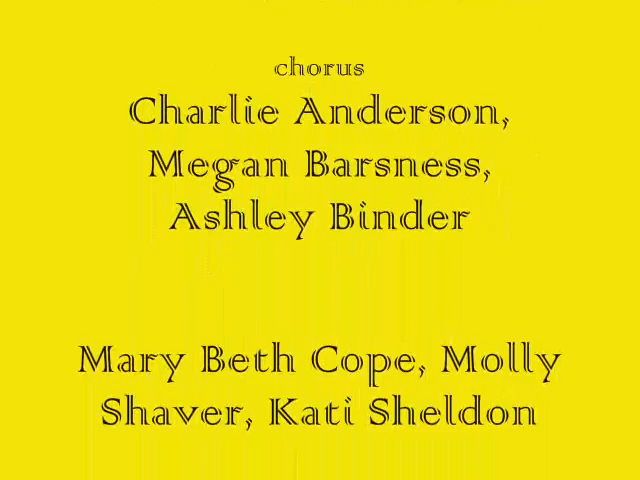 chorus
Charlie Anderson,
Megan Barsness,
Ashley Binder
Mary Beth Cope, Molly
Shaver, Kati Sheldon